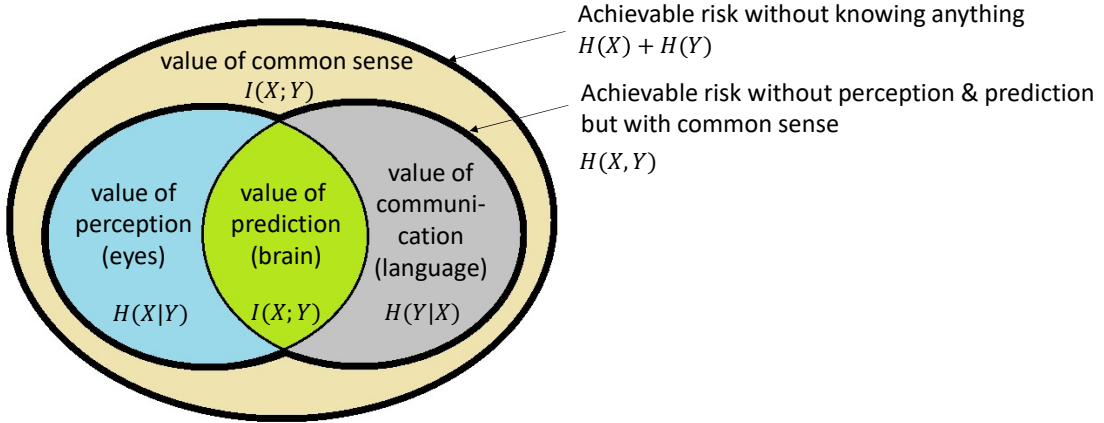 Achievable risk without knowing anything
H(X) + H(Y)
value of common sense
I(X; Y)
Achievable risk without perception & prediction
but with common sense
H(X, Y)
value of
perception
(eyes)
H(X|Y)
value of
prediction
(brain)
I(X; Y)
value of
communi-
cation
(language)
H(Y|X)